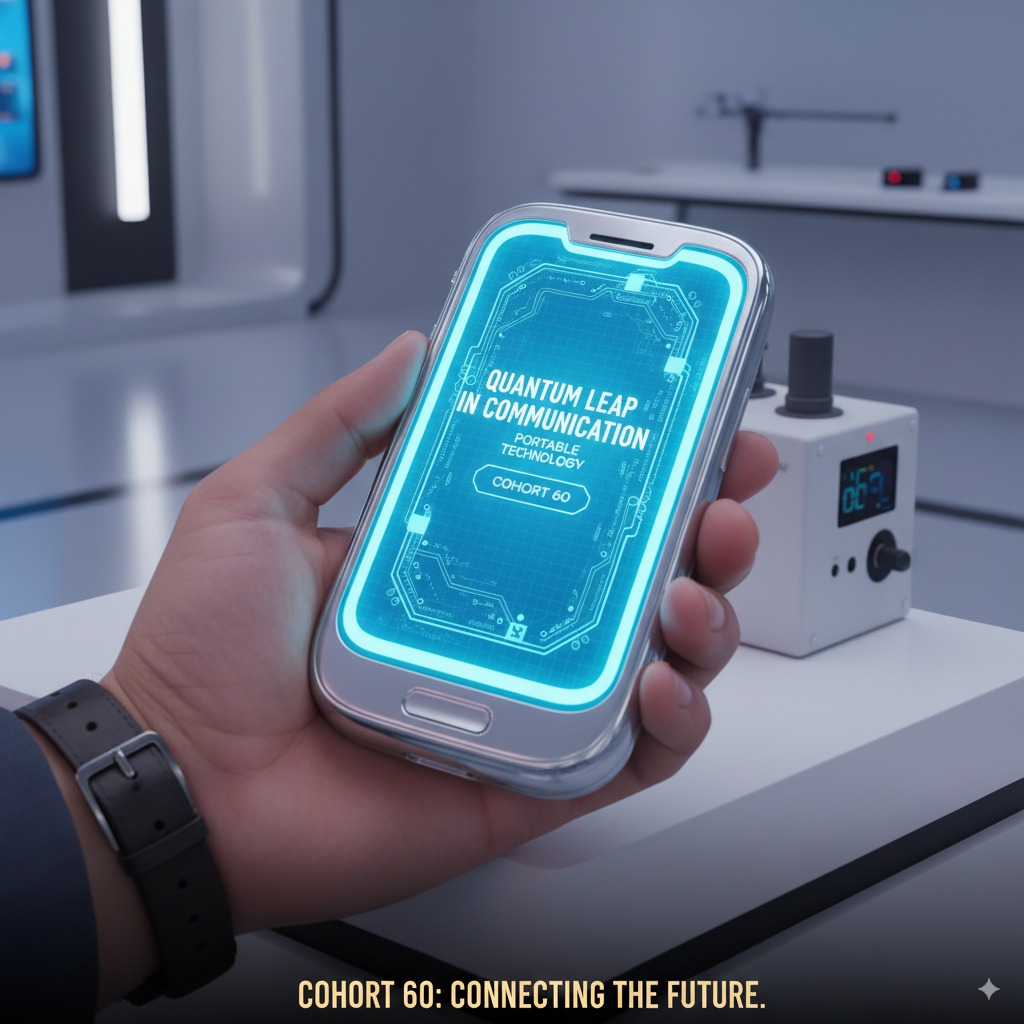 QUANTUM LEAP
IN COMMUNICATION
PORTABLE
TECHNOLOGY
COHORT 60
COHORT 60: CONNECTING THE FUTURE.